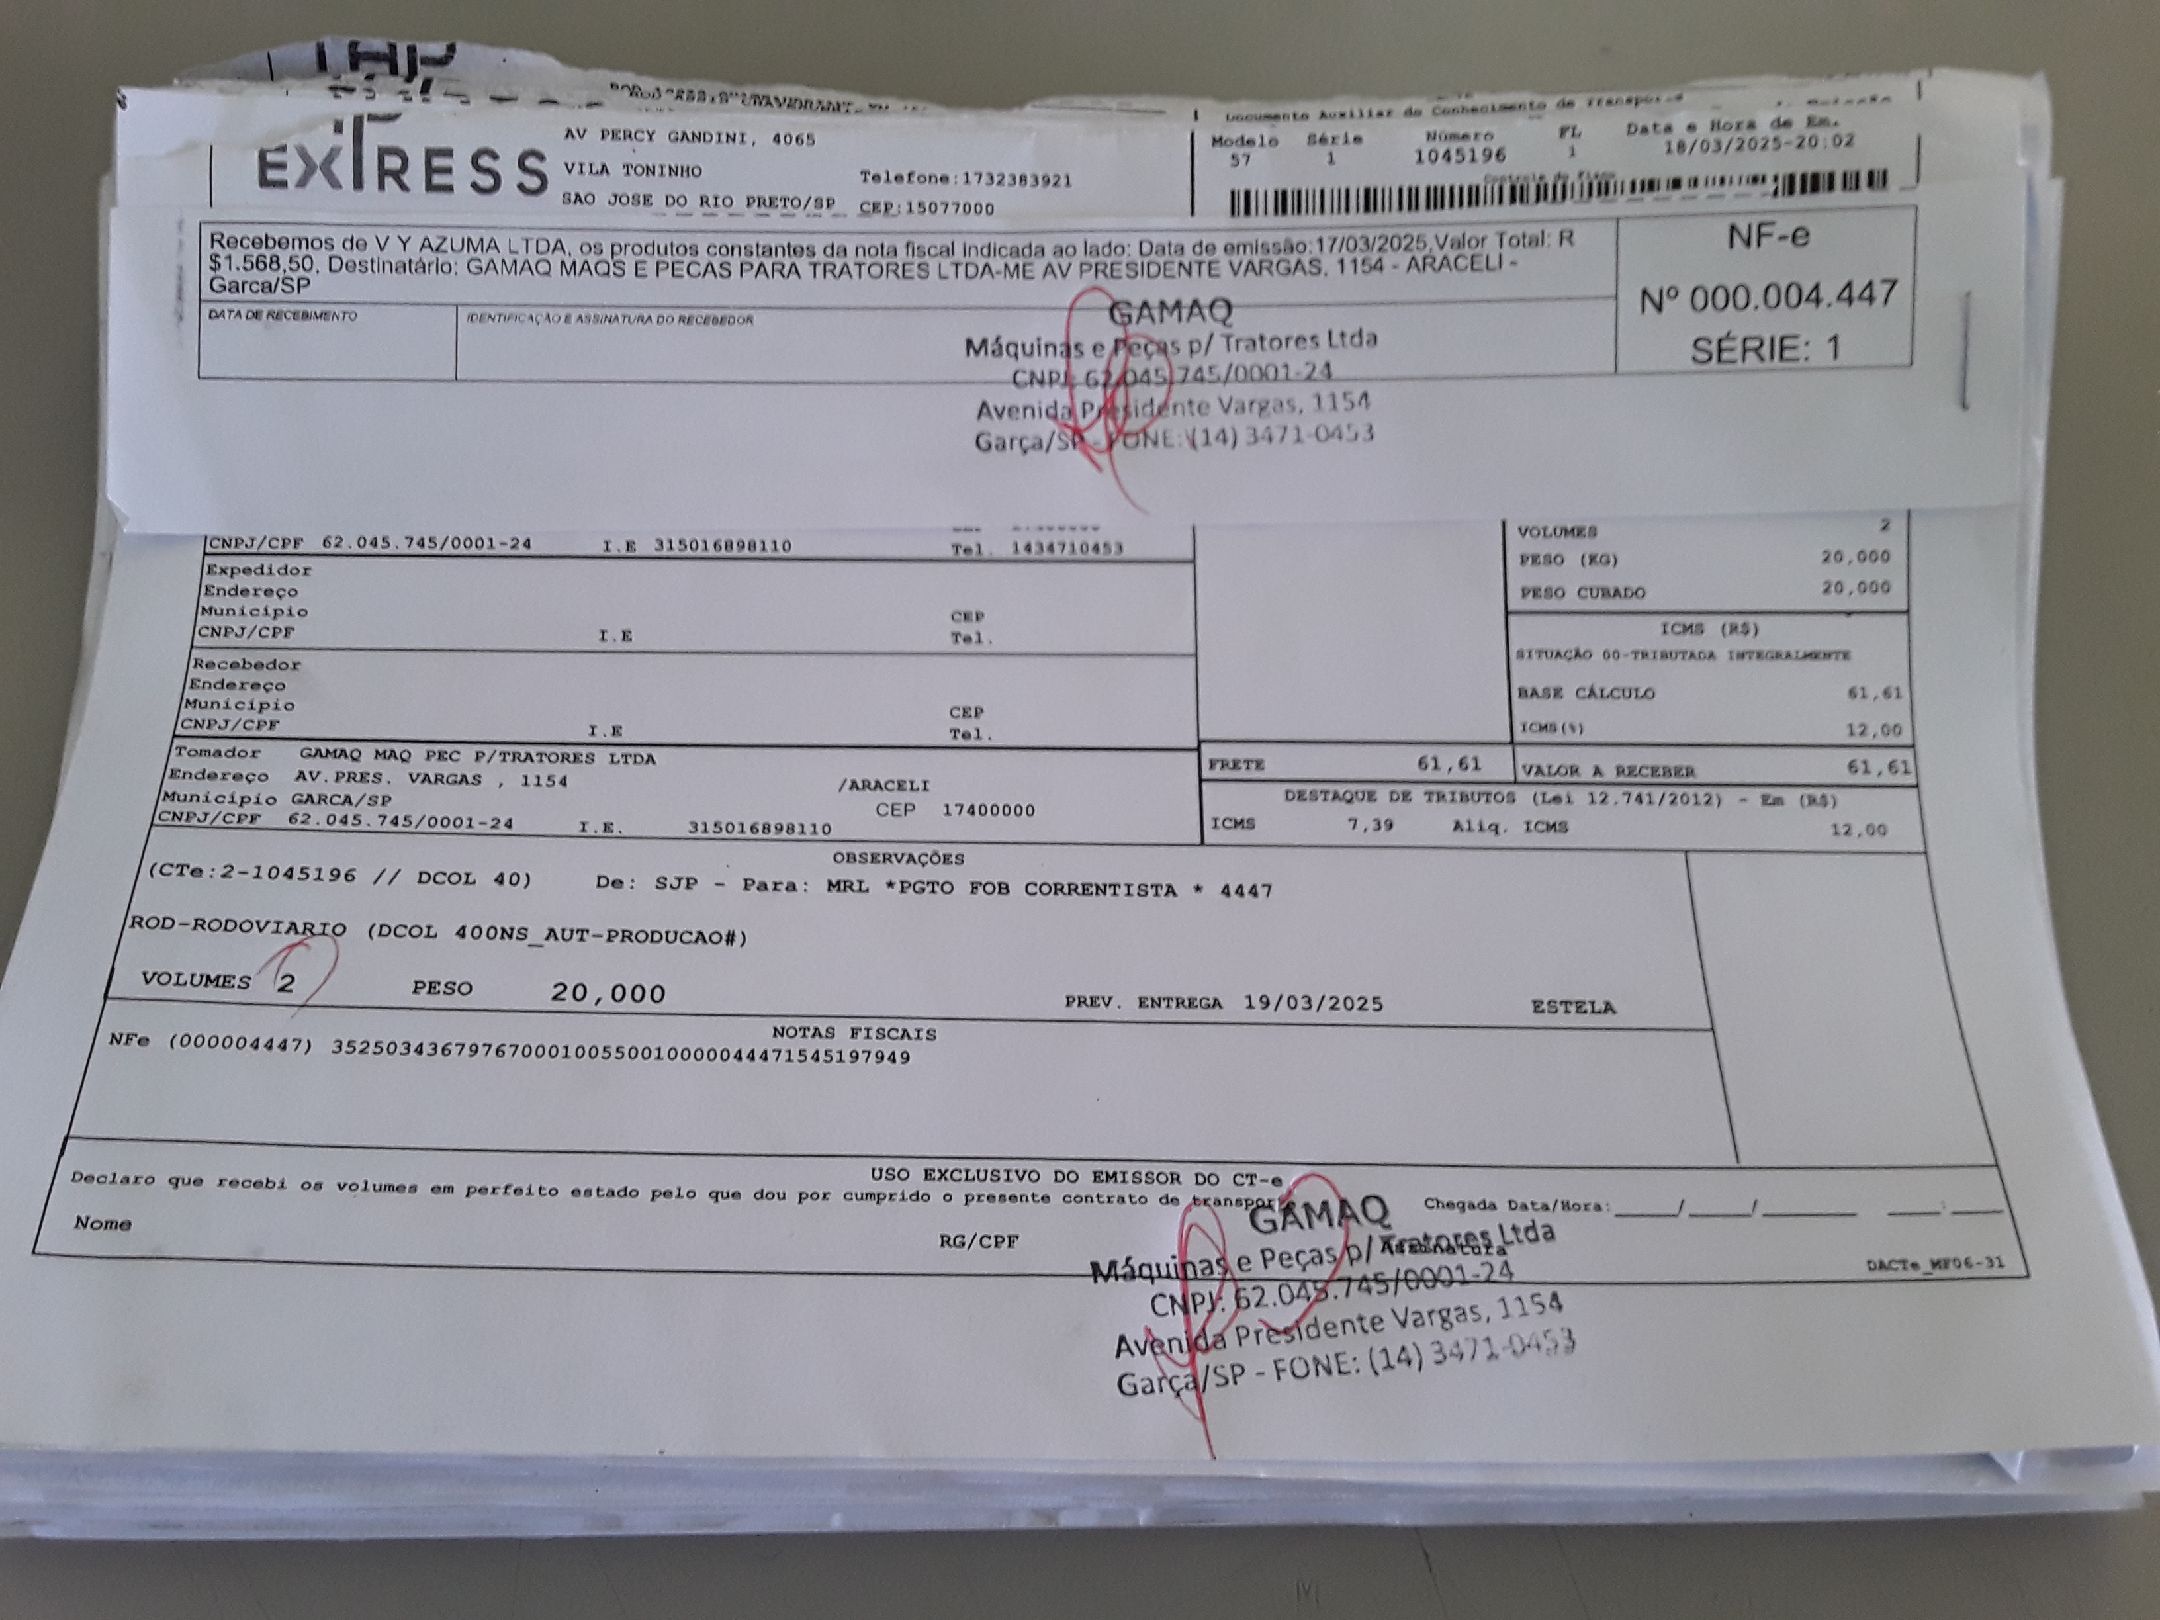 EXPRESS
AV PERCY GANDINI, 4065
VILA TONINHO Telefone:1732383921
SAO JOSE DO RIO PRETO/SP CEP:15077000
Documento Auxiliar do Conhecimento de Transporte
Modelo Série Número FL Data e Hora de Em.
57 1 1045196 1 18/03/2025-20:02
Controle do Fisco
Recebemos de V Y AZUMA LTDA, os produtos constantes da nota fiscal indicada ao lado: Data de emissão:17/03/2025,Valor Total: R
$1.568,50, Destinatário: GAMAQ MAQS E PECAS PARA TRATORES LTDA-ME AV PRESIDENTE VARGAS, 1154 - ARACELI -
Garca/SP
DATA DE RECEBIMENTO IDENTIFICAÇÃO E ASSINATURA DO RECEBEDOR
NF-e
Nº 000.004.447
SÉRIE: 1
GAMAQ
Máquinas e Peças p/ Tratores Ltda
CNPJ: 62.045.745/0001-24
Avenida Presidente Vargas, 1154
Garça/SP - FONE: (14) 3471-0453
CNPJ/CPF 62.045.745/0001-24 I.E 315016898110 Tel. 1434710453
Expedidor
Endereço
Município CEP
CNPJ/CPF I.E Tel.
Recebedor
Endereço
Município CEP
CNPJ/CPF I.E Tel.
VOLUMES 2
PESO (KG) 20,000
PESO CUBADO 20,000
ICMS (R$)
SITUAÇÃO 00-TRIBUTADA INTEGRALMENTE
BASE CÁLCULO 61,61
ICMS(%) 12,00
Tomador GAMAQ MAQ PEC P/TRATORES LTDA
Endereço AV.PRES. VARGAS , 1154 /ARACELI
Município GARCA/SP CEP 17400000
CNPJ/CPF 62.045.745/0001-24 I.E. 315016898110
FRETE 61,61 VALOR A RECEBER 61,61
DESTAQUE DE TRIBUTOS (Lei 12.741/2012) - Em (R$)
ICMS 7,39 Aliq. ICMS 12,00
OBSERVAÇÕES
(CTe:2-1045196 // DCOL 40) De: SJP - Para: MRL *PGTO FOB CORRENTISTA * 4447
ROD-RODOVIARIO (DCOL 400NS_AUT-PRODUCAO#)
VOLUMES 2 PESO 20,000 PREV. ENTREGA 19/03/2025 ESTELA
NOTAS FISCAIS
NFe (000004447) 35250343679767000100550010000044471545197949
USO EXCLUSIVO DO EMISSOR DO CT-e
Declaro que recebi os volumes em perfeito estado pelo que dou por cumprido o presente contrato de transpor
Chegada Data/Hora:_____/_____/________ ____:____
Nome RG/CPF Assinatura
DACTe_MF06-31
GAMAQ
Máquinas e Peças p/ Tratores Ltda
CNPJ: 62.045.745/0001-24
Avenida Presidente Vargas, 1154
Garça/SP - FONE: (14) 3471-0453